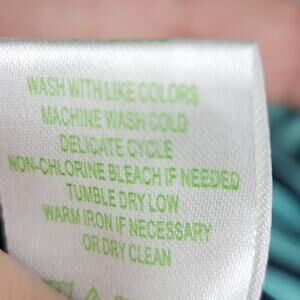 WASH WITH LIKE COLORS
MACHINE WASH COLD
DELICATE CYCLE
NON-CHLORINE BLEACH IF NEEDED
TUMBLE DRY LOW
WARM IRON IF NECESSARY
OR DRY CLEAN